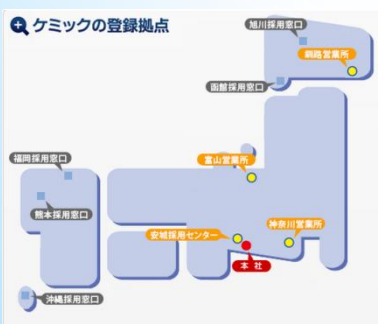 ケミックの登録拠点
旭川採用窓口
釧路営業所
函館採用窓口
福岡採用窓口
富山営業所
熊本採用窓口
安城採用センター
神奈川営業所
本社
沖縄採用窓口